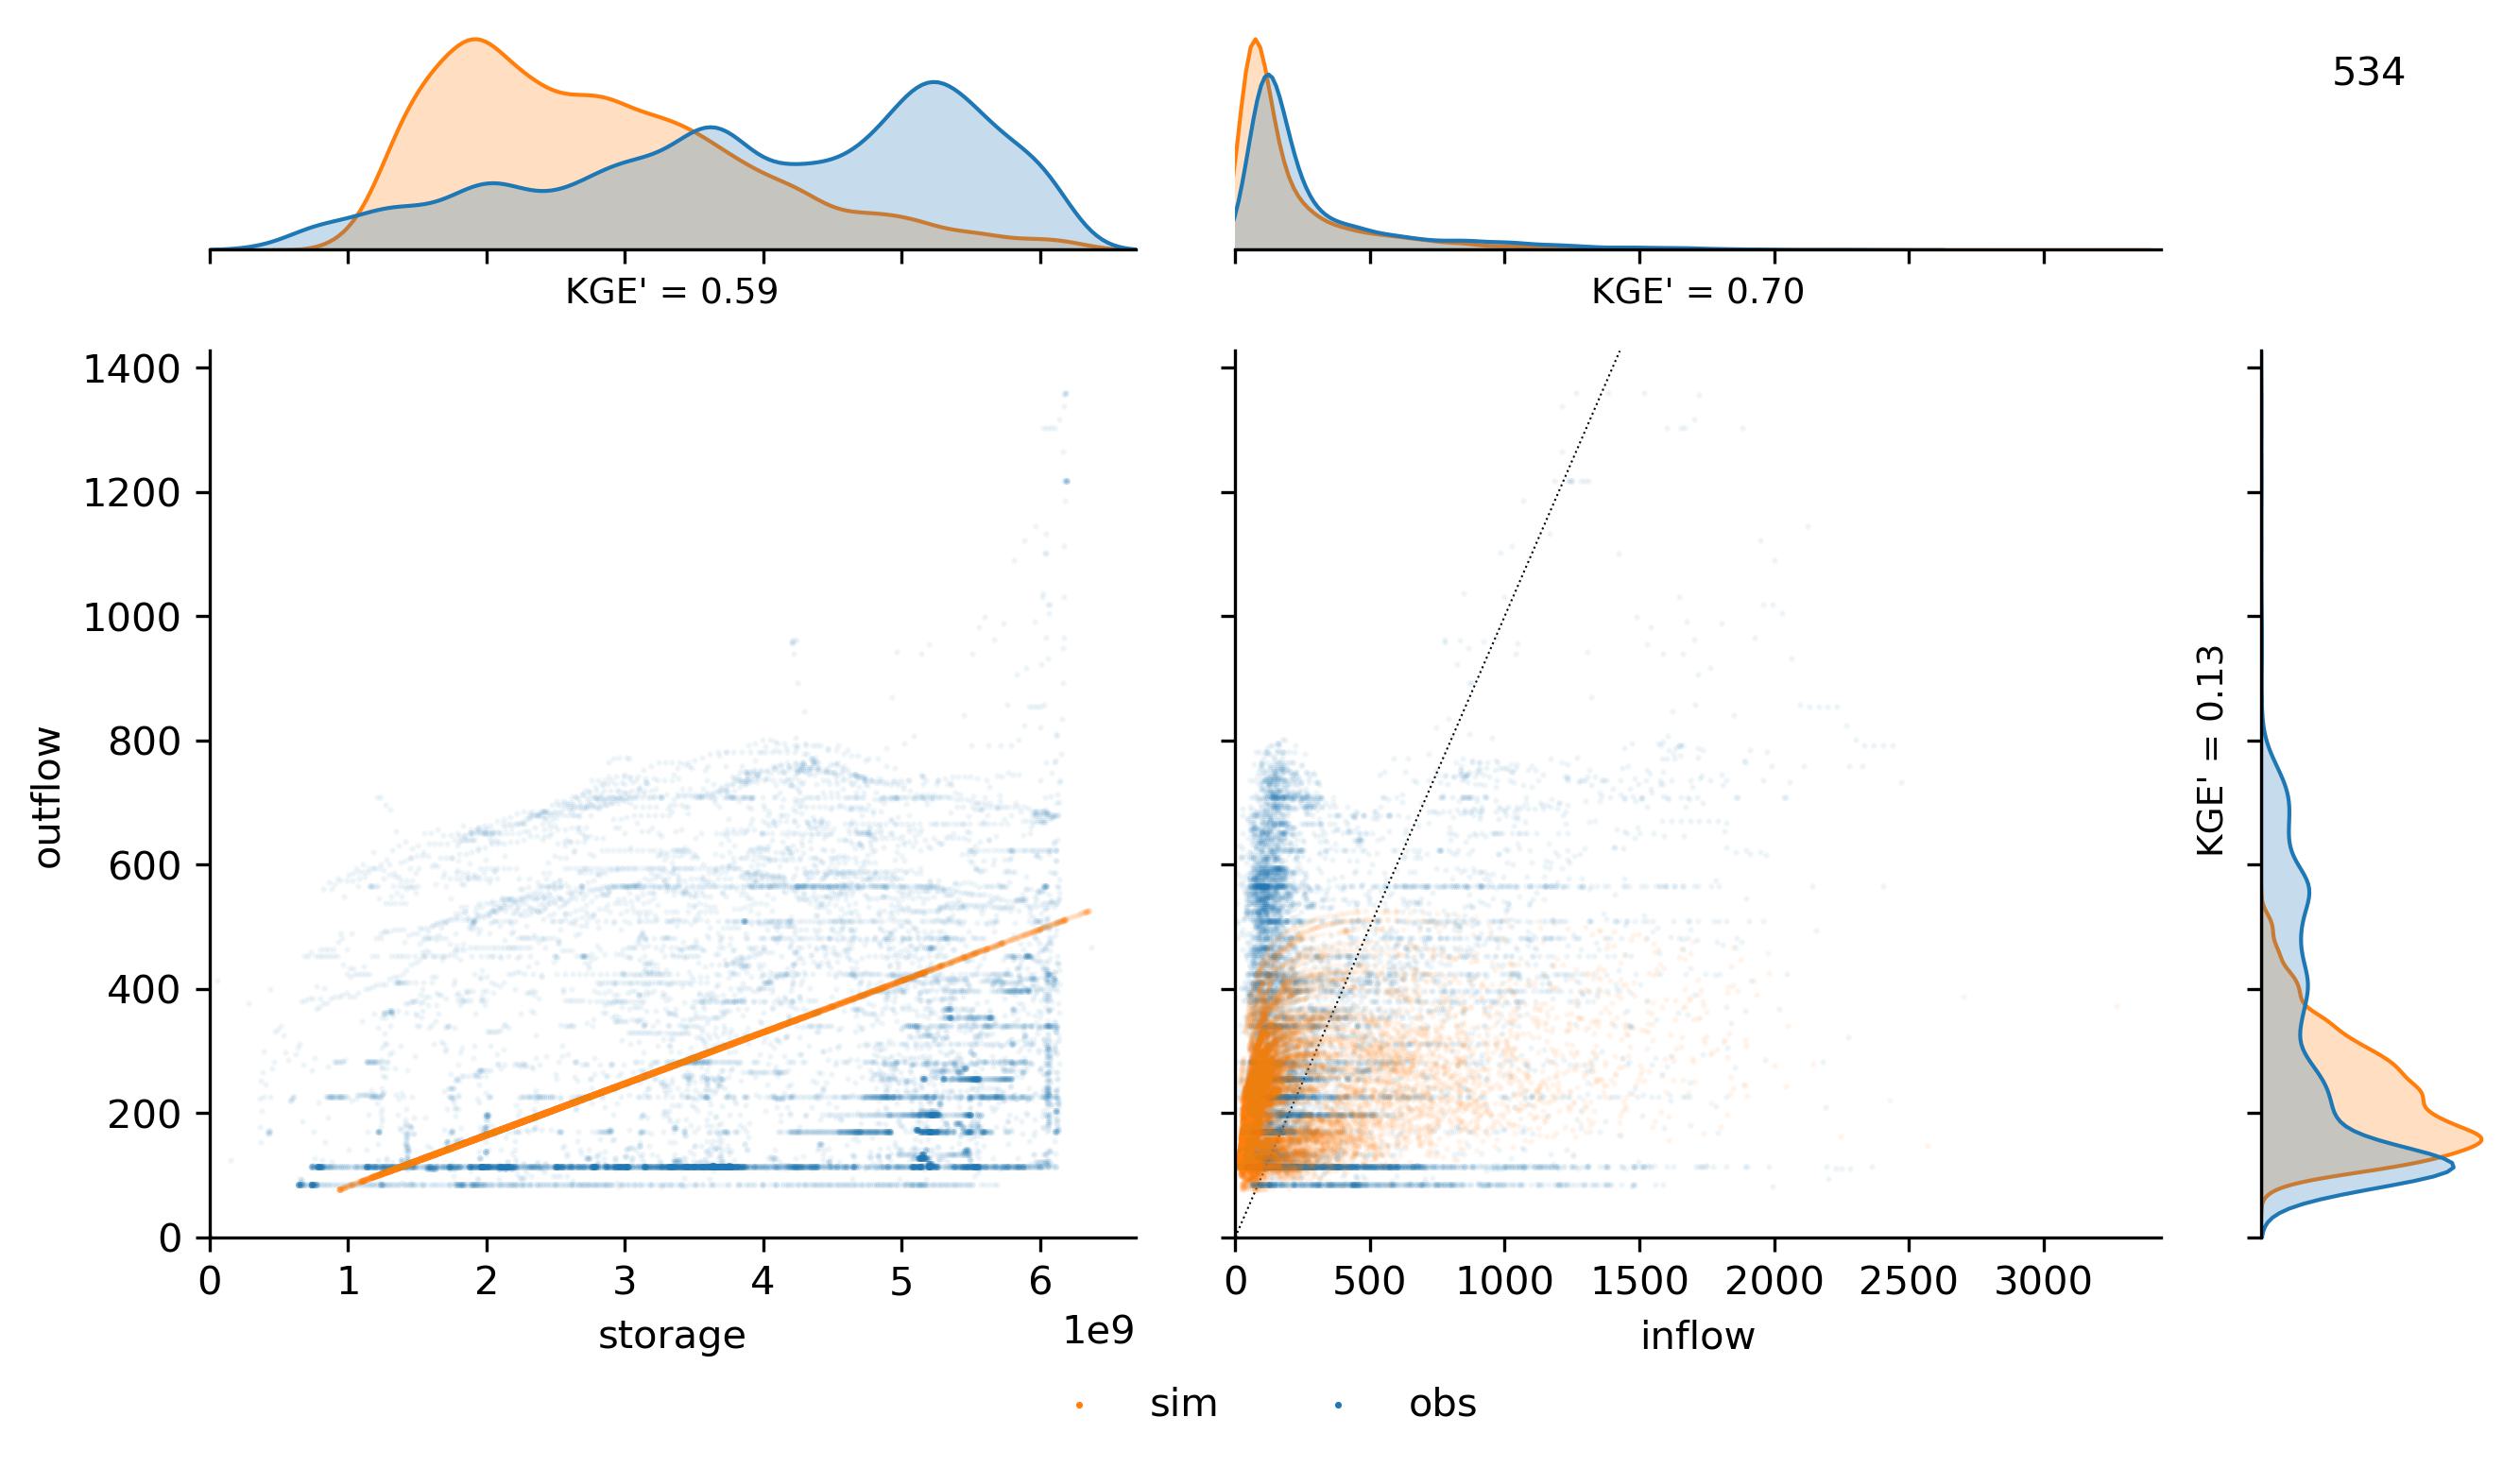 534
KGE' = 0.59
KGE' = 0.70
1400
1200
1000
800
600
400
200
0
outflow
KGE' = 0.13
0 1 2 3 4 5 6
1e9
storage
0 500 1000 1500 2000 2500 3000
inflow
sim obs